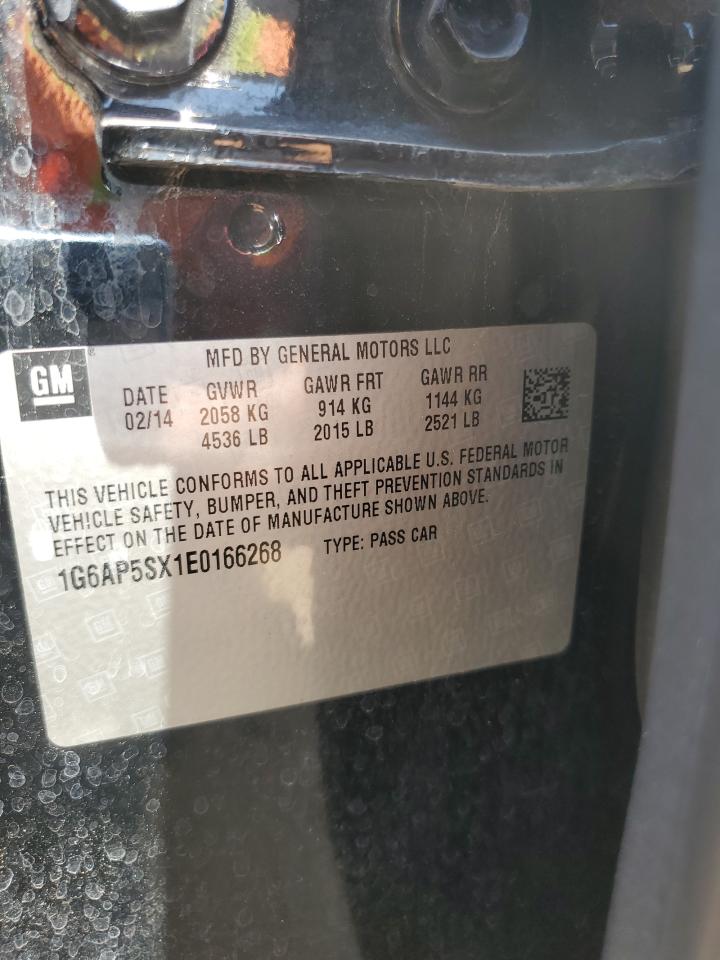 GM
MFD BY GENERAL MOTORS LLC
DATE GVWR GAWR FRT GAWR RR
02/14 2058 KG 914 KG 1144 KG
4536 LB 2015 LB 2521 LB
THIS VEHICLE CONFORMS TO ALL APPLICABLE U.S. FEDERAL MOTOR
VEHICLE SAFETY, BUMPER, AND THEFT PREVENTION STANDARDS IN
EFFECT ON THE DATE OF MANUFACTURE SHOWN ABOVE.
1G6AP5SX1E0166268 TYPE: PASS CAR